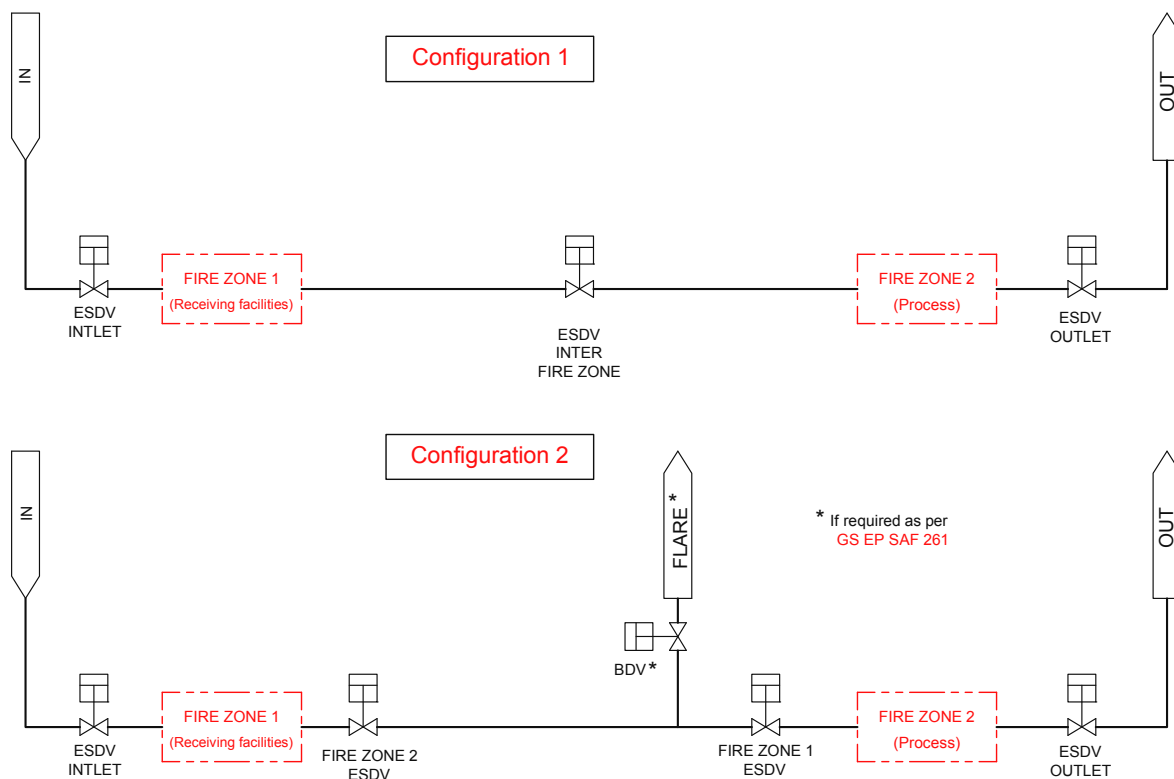 Configuration 1
IN
OUT
FIRE ZONE 1
(Receiving facilities)
FIRE ZONE 2
(Process)
ESDV
INTLET
ESDV
INTER
FIRE ZONE
ESDV
OUTLET
Configuration 2
IN
FLARE *
* If required as per
GS EP SAF 261
OUT
BDV *
FIRE ZONE 1
(Receiving facilities)
FIRE ZONE 2
(Process)
ESDV
INTLET
FIRE ZONE 2
ESDV
FIRE ZONE 1
ESDV
ESDV
OUTLET